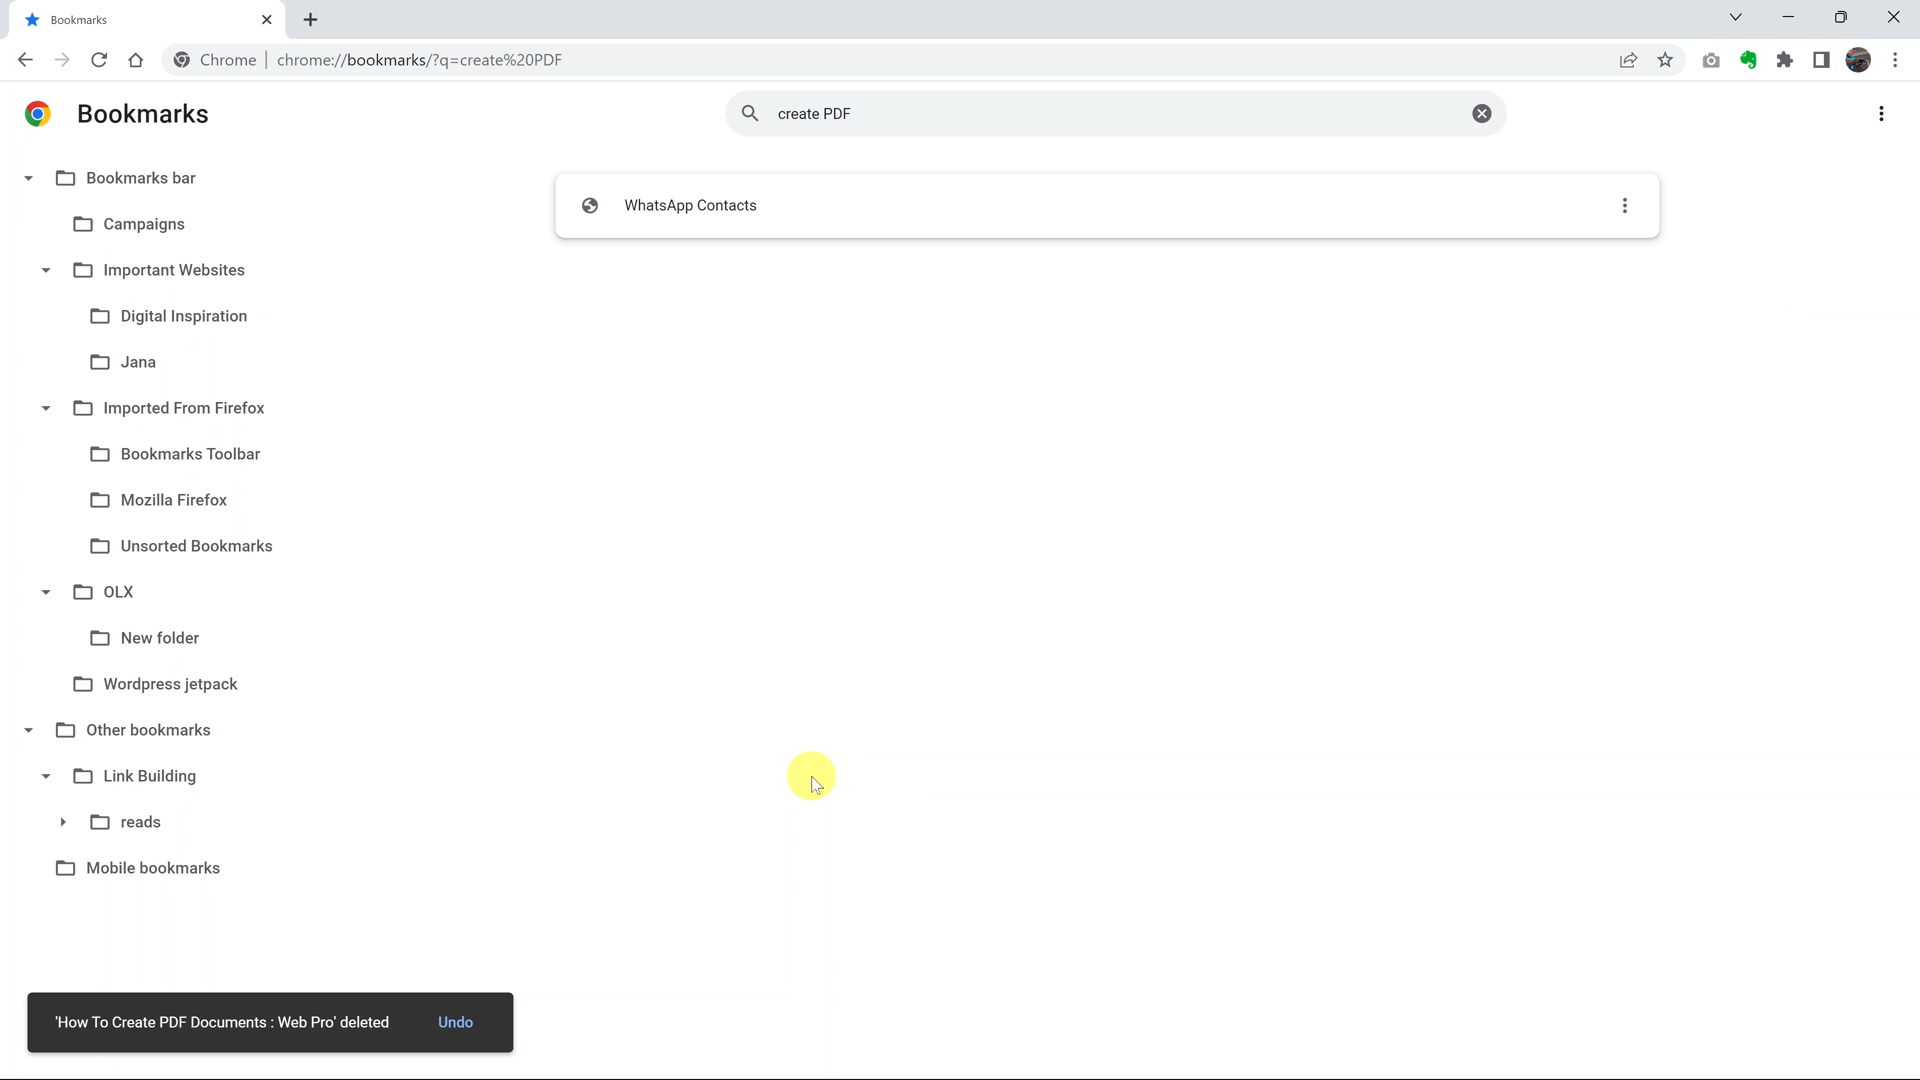 Bookmarks
Chrome | chrome://bookmarks/?q=create%20PDF
Bookmarks
create PDF
Bookmarks bar
Campaigns
Important Websites
Digital Inspiration
Jana
Imported From Firefox
Bookmarks Toolbar
Mozilla Firefox
Unsorted Bookmarks
OLX
New folder
Wordpress jetpack
Other bookmarks
Link Building
reads
Mobile bookmarks
WhatsApp Contacts
'How To Create PDF Documents : Web Pro' deleted Undo